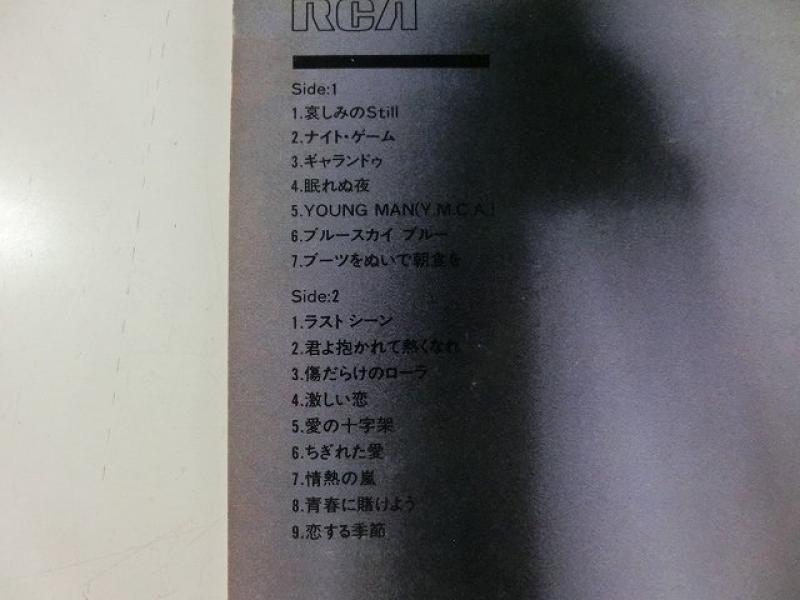 RCA
Side:1
1.哀しみのStill
2.ナイト・ゲーム
3.ギャランドゥ
4.眠れぬ夜
5.YOUNG MAN(Y.M.C.A.)
6.ブルースカイ ブルー
7.ブーツをぬいで朝食を
Side:2
1.ラスト シーン
2.君よ抱かれて熱くなれ
3.傷だらけのローラ
4.激しい恋
5.愛の十字架
6.ちぎれた愛
7.情熱の嵐
8.青春に賭けよう
9.恋する季節